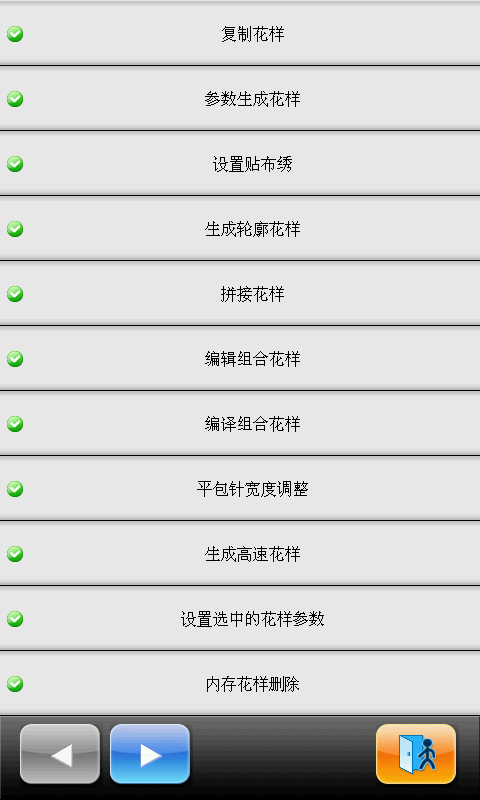 复制花样
参数生成花样
设置贴布绣
生成轮廓花样
拼接花样
编辑组合花样
编译组合花样
平包针宽度调整
生成高速花样
设置选中的花样参数
内存花样删除